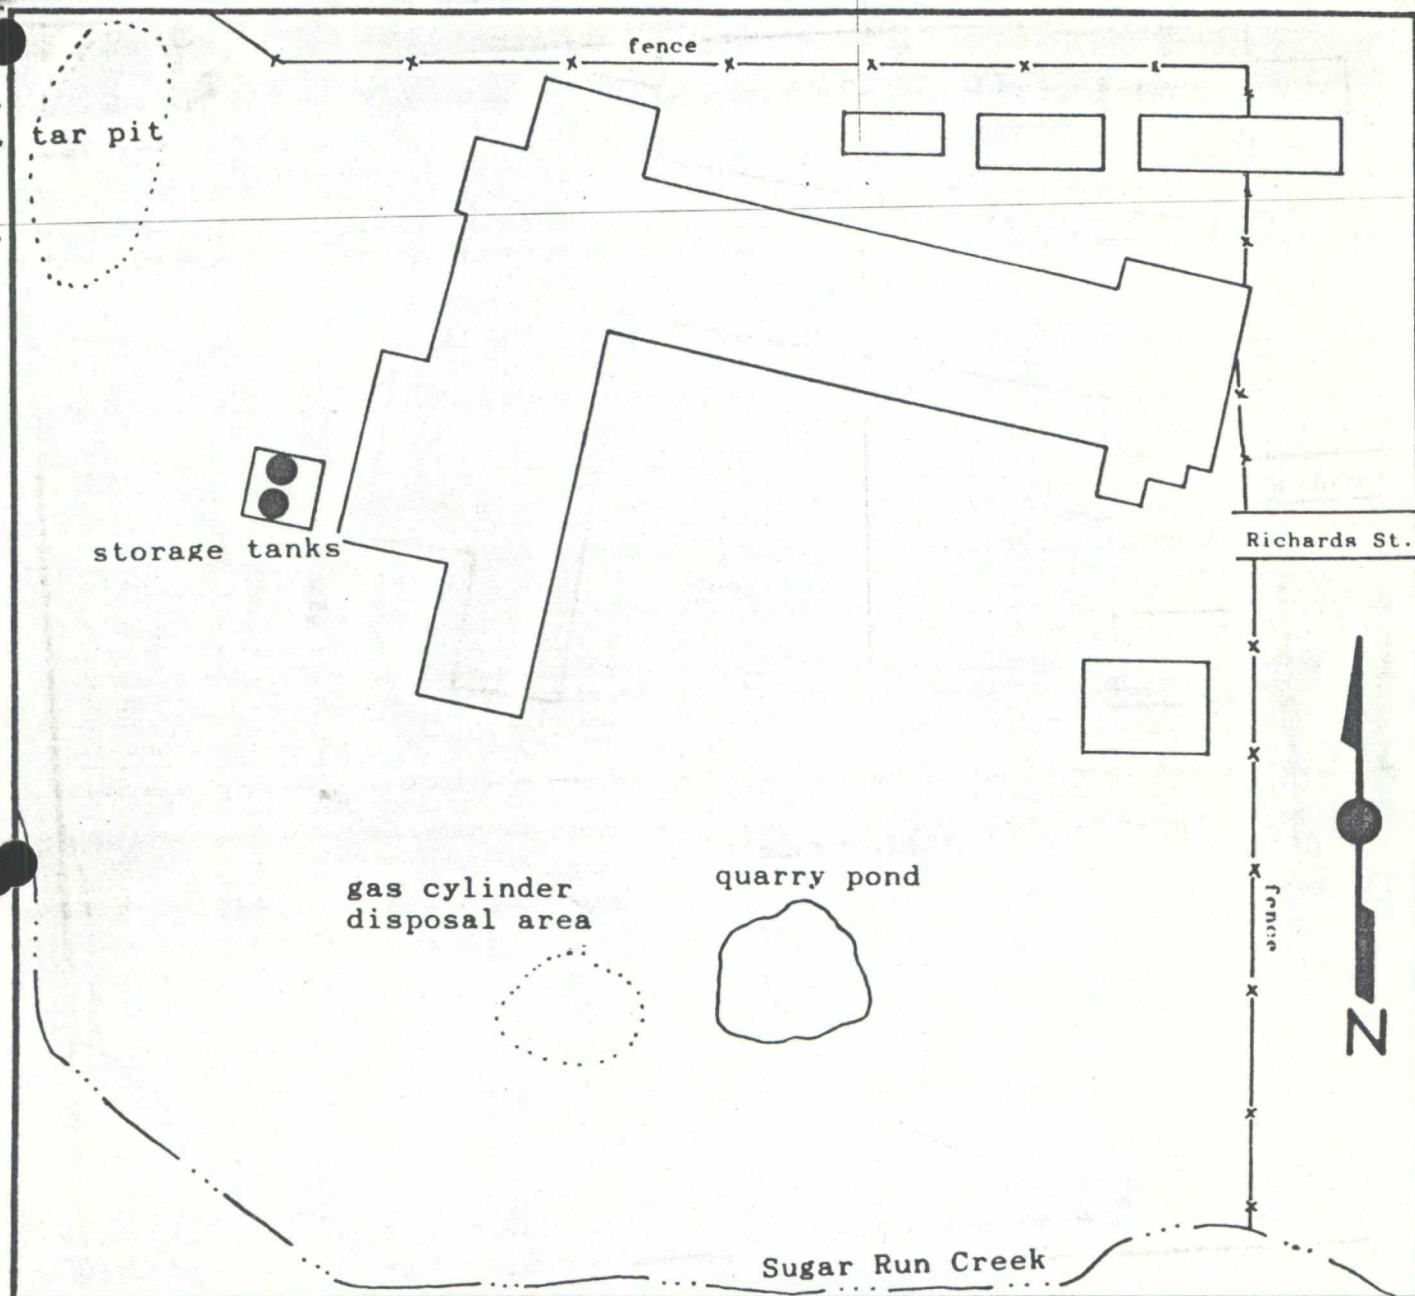 fence
tar pit
storage tanks
Richards St.
gas cylinder
disposal area
quarry pond
fence
N
Sugar Run Creek